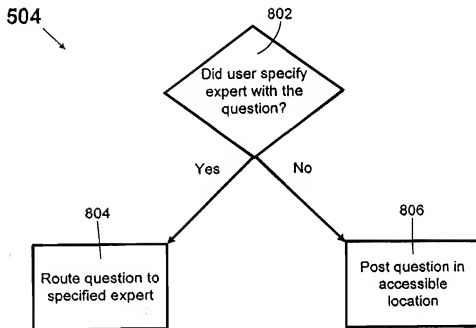 504
802
Did user specify
expert with the
question?
Yes
No
804
806
Route question to
specified expert
Post question in
accessible
location